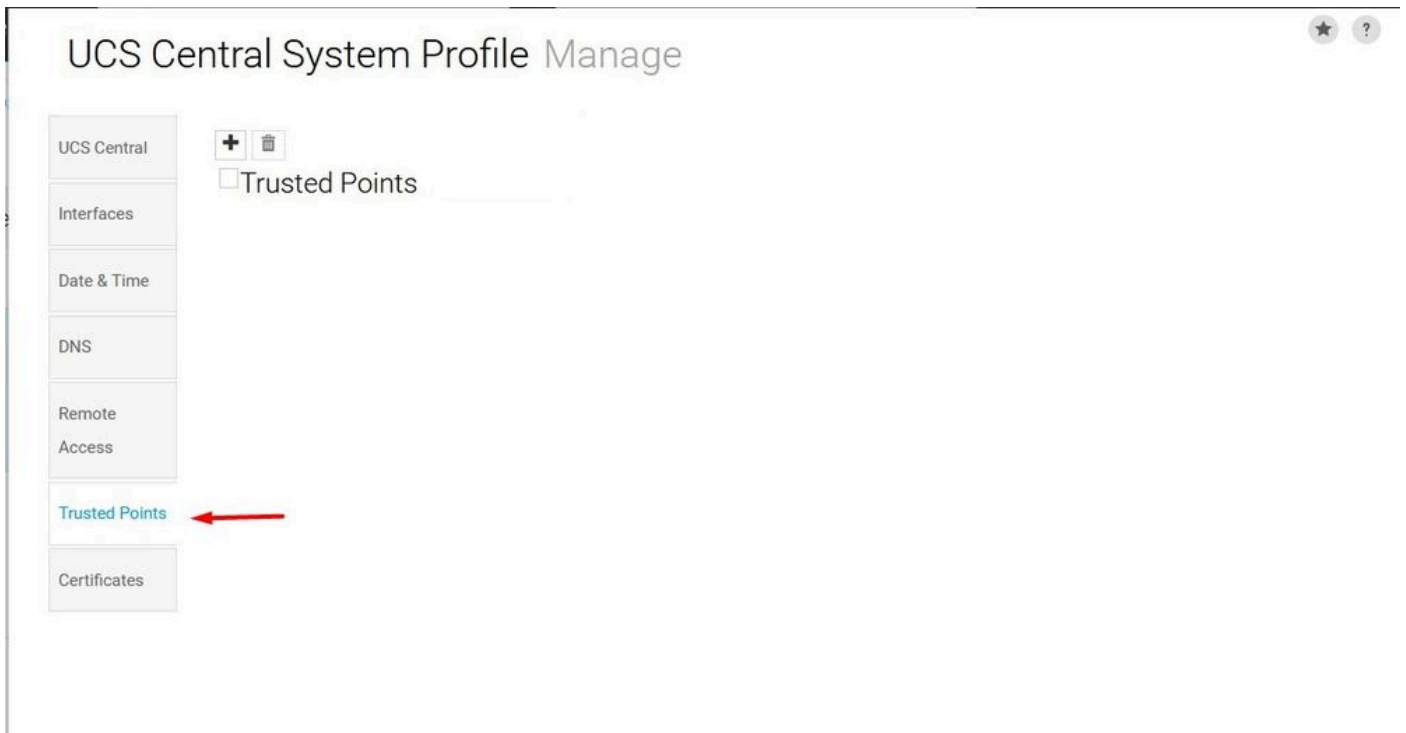 UCS Central System Profile Manage
?
UCS Central
Trusted Points
Interfaces
Date & Time
DNS
Remote
Access
Trusted Points
Certificates